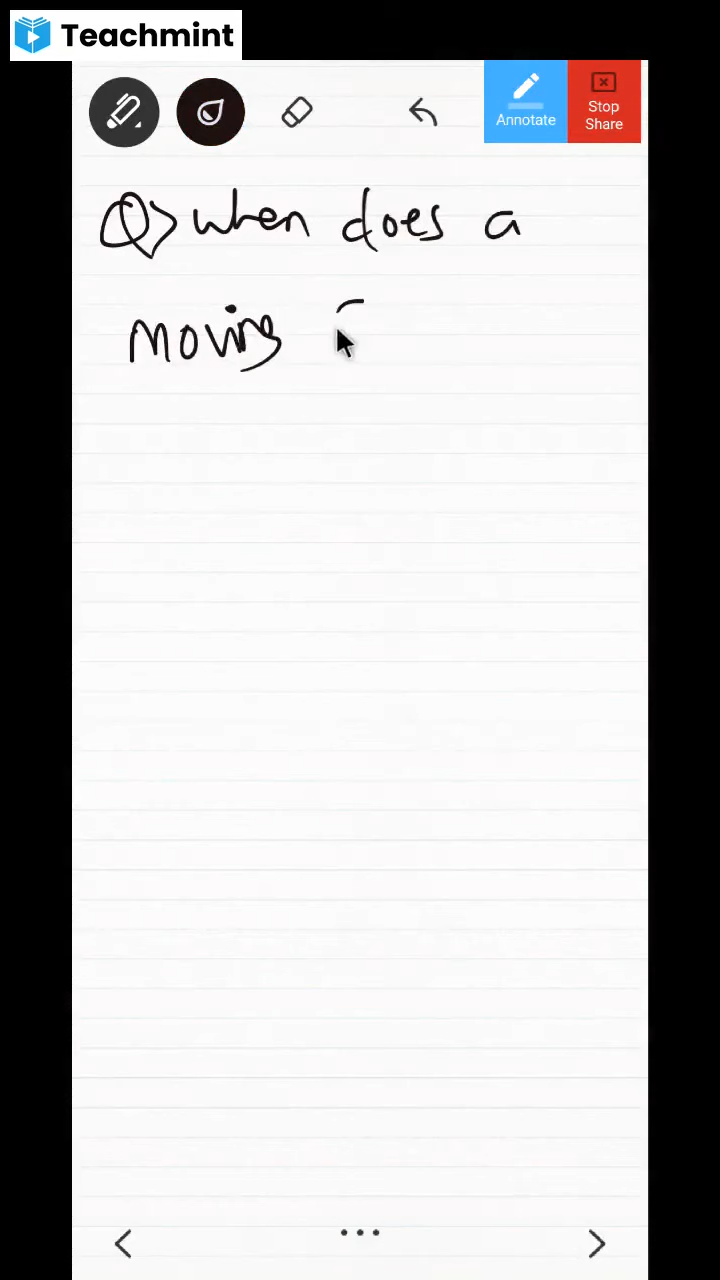 Teachmint
Annotate
Stop
Share
Q> When does a
moving